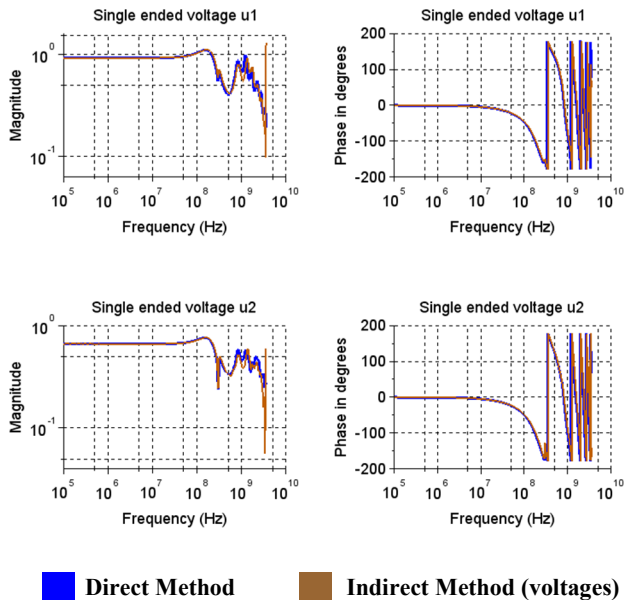 Single ended voltage u1
Single ended voltage u1
Magnitude
10^0
10^-1
10^5 10^6 10^7 10^8 10^9 10^10
Frequency (Hz)
Phase in degrees
200
100
0
-100
-200
10^5 10^6 10^7 10^8 10^9 10^10
Frequency (Hz)
Single ended voltage u2
Single ended voltage u2
Magnitude
10^0
10^-1
10^5 10^6 10^7 10^8 10^9 10^10
Frequency (Hz)
Phase in degrees
200
100
0
-100
-200
10^5 10^6 10^7 10^8 10^9 10^10
Frequency (Hz)
Direct Method
Indirect Method (voltages)